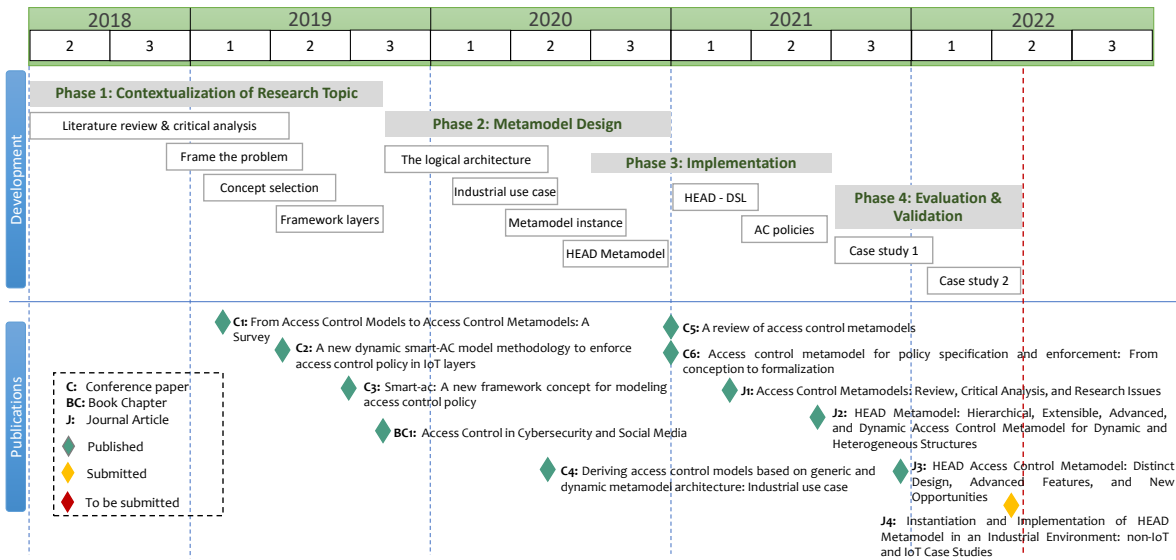 2018 2019 2020 2021 2022
2 3 1 2 3 1 2 3 1 2 3 1 2 3
Development
Phase 1: Contextualization of Research Topic
Literature review & critical analysis
Frame the problem
Concept selection
Framework layers
Phase 2: Metamodel Design
The logical architecture
Industrial use case
Metamodel instance
HEAD Metamodel
Phase 3: Implementation
HEAD - DSL
AC policies
Phase 4: Evaluation &
Validation
Case study 1
Case study 2
Publications
C1: From Access Control Models to Access Control Metamodels: A
Survey
C2: A new dynamic smart-AC model methodology to enforce
access control policy in IoT layers
C3: Smart-ac: A new framework concept for modeling
access control policy
BC1: Access Control in Cybersecurity and Social Media
C4: Deriving access control models based on generic and
dynamic metamodel architecture: Industrial use case
C5: A review of access control metamodels
C6: Access control metamodel for policy specification and enforcement: From
conception to formalization
J1: Access Control Metamodels: Review, Critical Analysis, and Research Issues
J2: HEAD Metamodel: Hierarchical, Extensible, Advanced,
and Dynamic Access Control Metamodel for Dynamic and
Heterogeneous Structures
J3: HEAD Access Control Metamodel: Distinct
Design, Advanced Features, and New
Opportunities
J4: Instantiation and Implementation of HEAD
Metamodel in an Industrial Environment: non-IoT
and IoT Case Studies
C: Conference paper
BC: Book Chapter
J: Journal Article
Published
Submitted
To be submitted